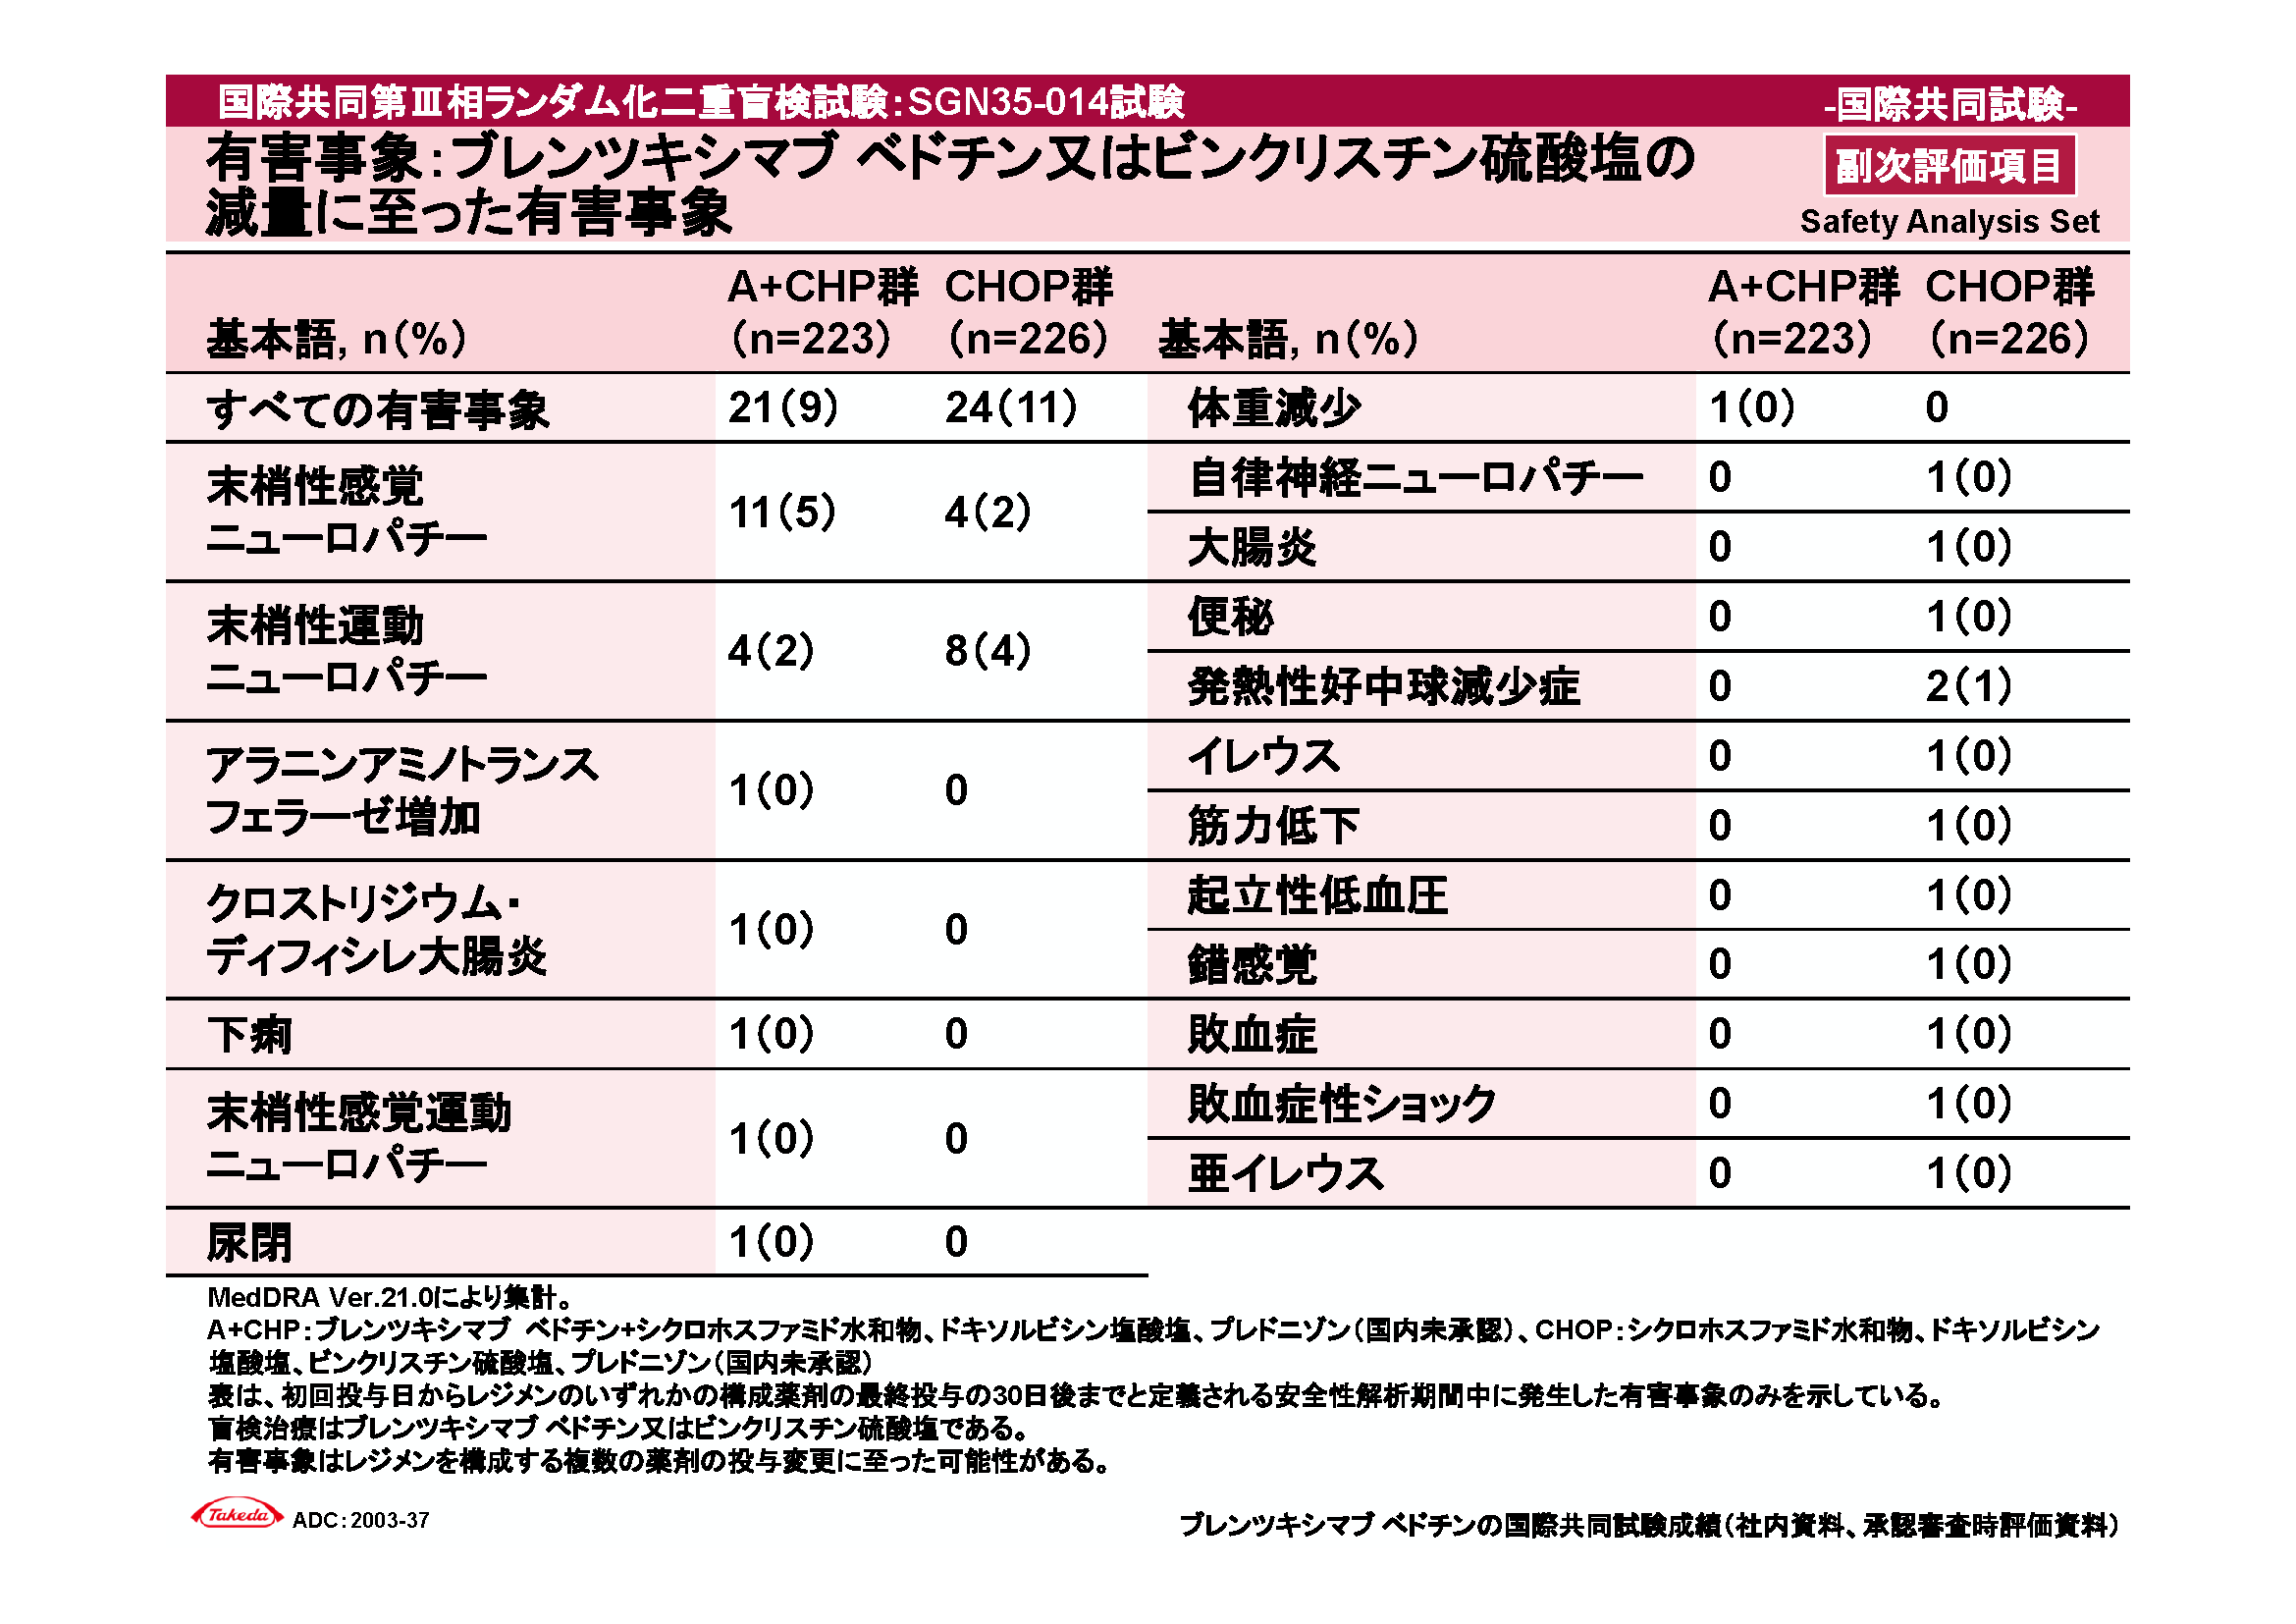 国際共同第Ⅲ相ランダム化二重盲検試験：SGN35-014試験
-国際共同試験-
有害事象：ブレンツキシマブ ベドチン又はビンクリスチン硫酸塩の
減量に至った有害事象
副次評価項目
Safety Analysis Set
基本語, n（%） A+CHP群（n=223） CHOP群（n=226）
すべての有害事象 21（9） 24（11）
末梢性感覚
ニューロパチー 11（5） 4（2）
末梢性運動
ニューロパチー 4（2） 8（4）
アラニンアミノトランス
フェラーゼ増加 1（0） 0
クロストリジウム・
ディフィシレ大腸炎 1（0） 0
下痢 1（0） 0
末梢性感覚運動
ニューロパチー 1（0） 0
尿閉 1（0） 0
基本語, n（%） A+CHP群（n=223） CHOP群（n=226）
体重減少 1（0） 0
自律神経ニューロパチー 0 1（0）
大腸炎 0 1（0）
便秘 0 1（0）
発熱性好中球減少症 0 2（1）
イレウス 0 1（0）
筋力低下 0 1（0）
起立性低血圧 0 1（0）
錯感覚 0 1（0）
敗血症 0 1（0）
敗血症性ショック 0 1（0）
亜イレウス 0 1（0）
MedDRA Ver.21.0により集計。
A+CHP：ブレンツキシマブ ベドチン+シクロホスファミド水和物、ドキソルビシン塩酸塩、プレドニゾン（国内未承認）、CHOP：シクロホスファミド水和物、ドキソルビシン
塩酸塩、ビンクリスチン硫酸塩、プレドニゾン（国内未承認）
表は、初回投与日からレジメンのいずれかの構成薬剤の最終投与の30日後までと定義される安全性解析期間中に発生した有害事象のみを示している。
盲検治療はブレンツキシマブ ベドチン又はビンクリスチン硫酸塩である。
有害事象はレジメンを構成する複数の薬剤の投与変更に至った可能性がある。
Takeda
ADC：2003-37
ブレンツキシマブ ベドチンの国際共同試験成績（社内資料、承認審査時評価資料）